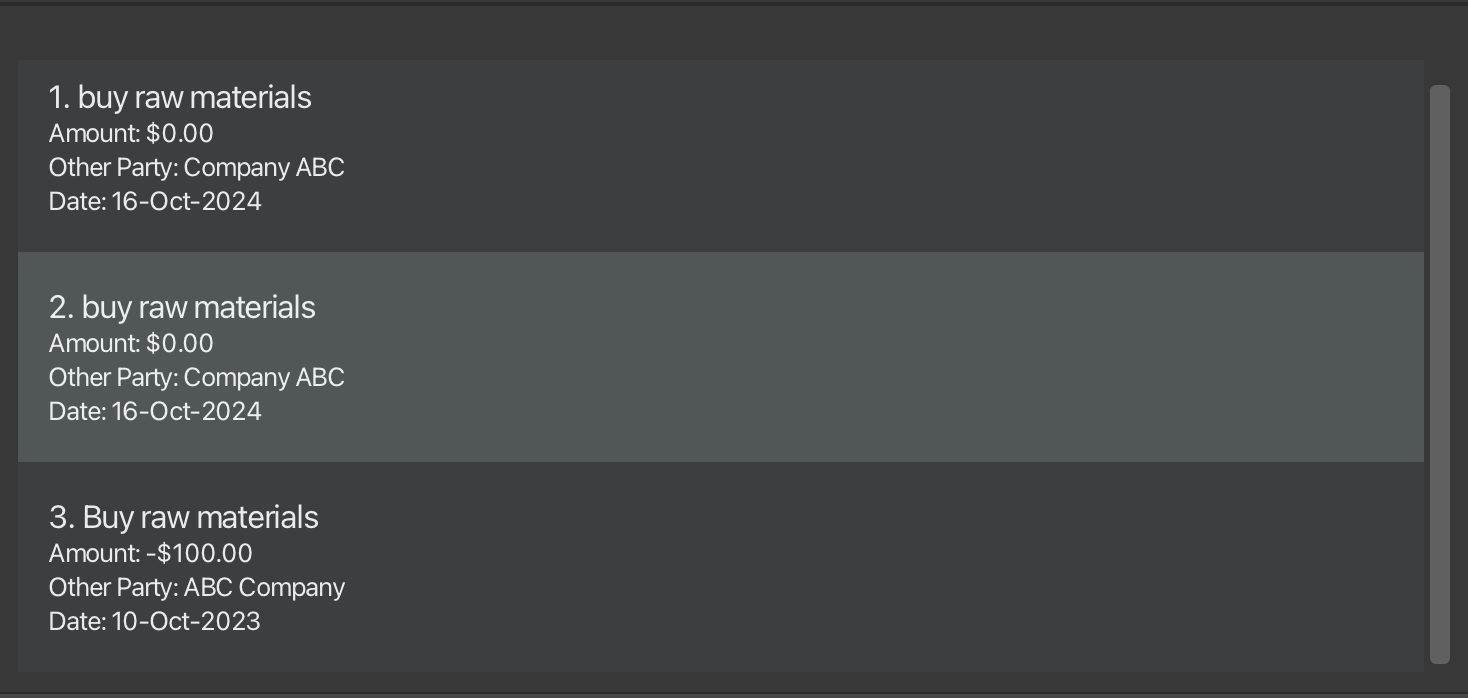 1. buy raw materials
Amount: $0.00
Other Party: Company ABC
Date: 16-Oct-2024
2. buy raw materials
Amount: $0.00
Other Party: Company ABC
Date: 16-Oct-2024
3. Buy raw materials
Amount: -$100.00
Other Party: ABC Company
Date: 10-Oct-2023